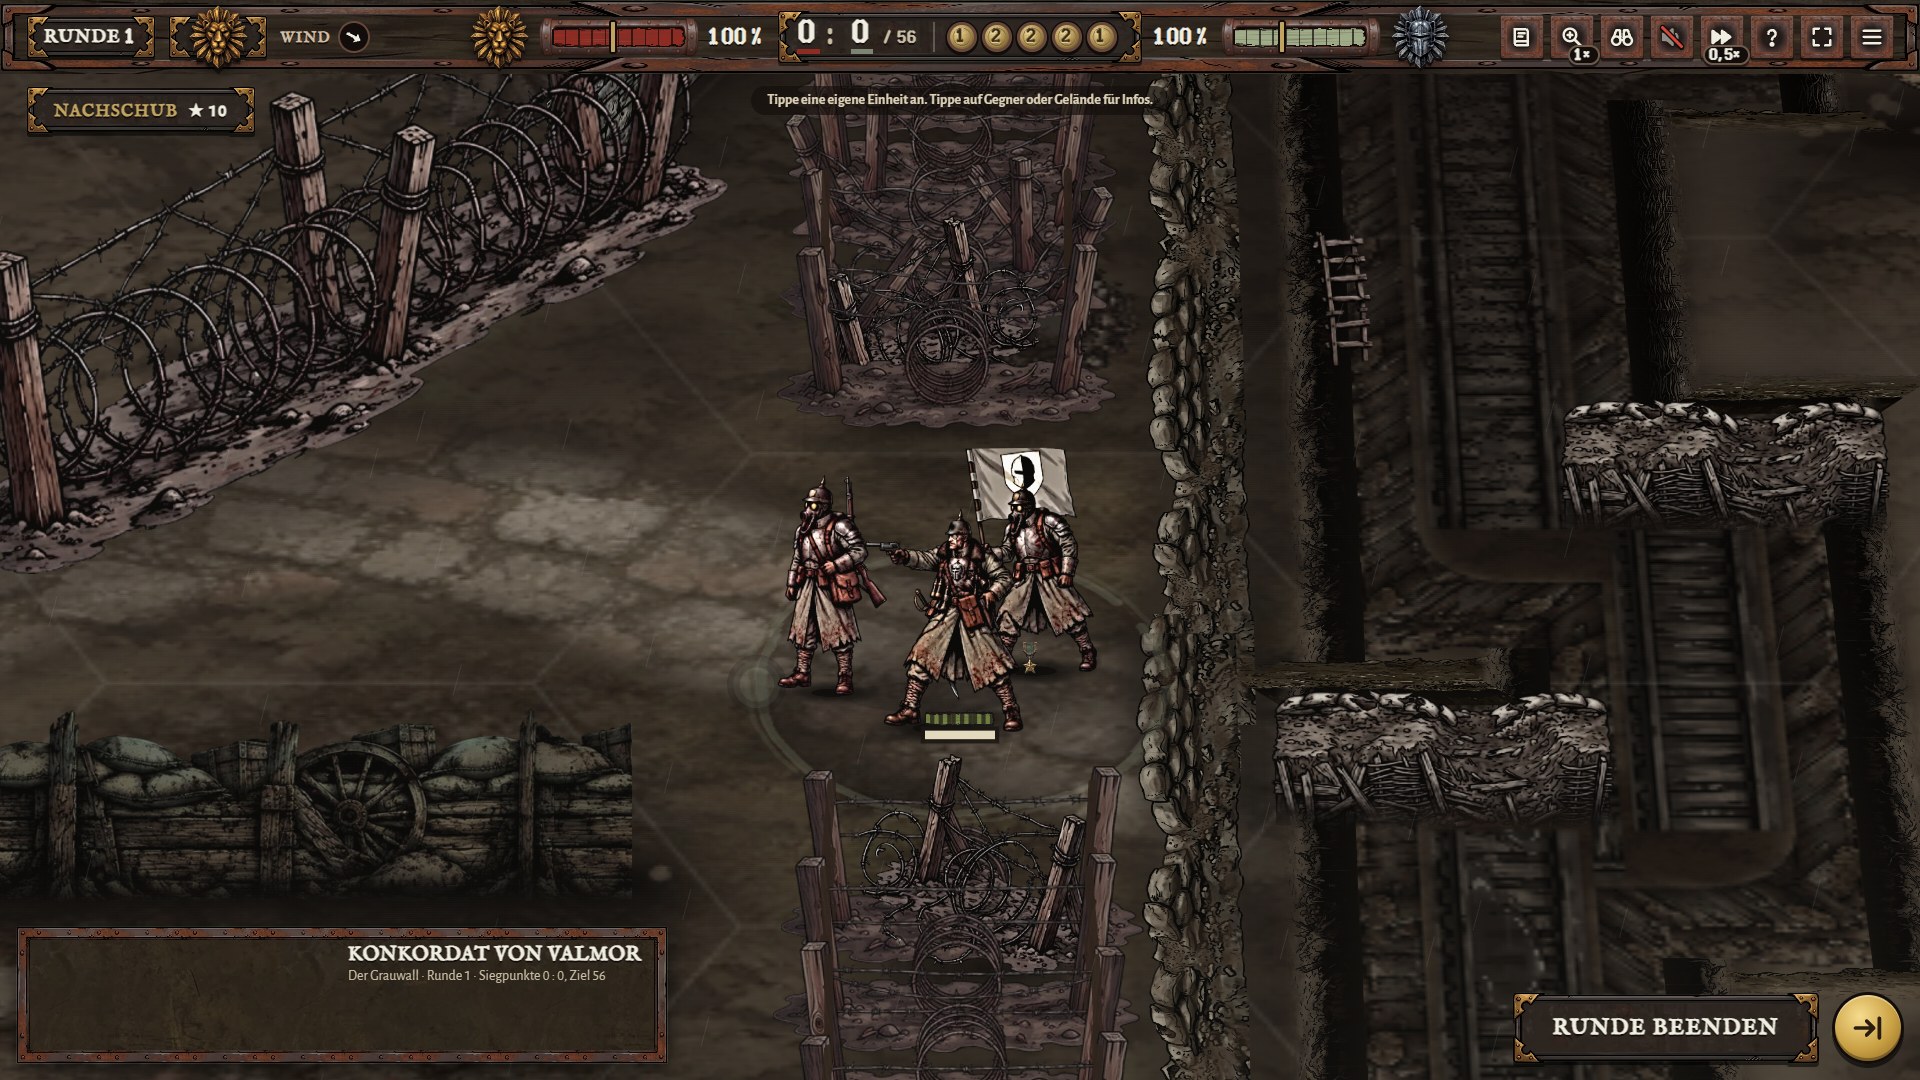 RUNDE 1
WIND
100 %
0 : 0 / 56
1 2 2 2 1
100 %
1×
0,5×
?
NACHSCHUB ★ 10
Tippe eine eigene Einheit an. Tippe auf Gegner oder Gelände für Infos.
KONKORDAT VON VALMOR
Der Grauwall · Runde 1 · Siegpunkte 0 : 0, Ziel 56
RUNDE BEENDEN